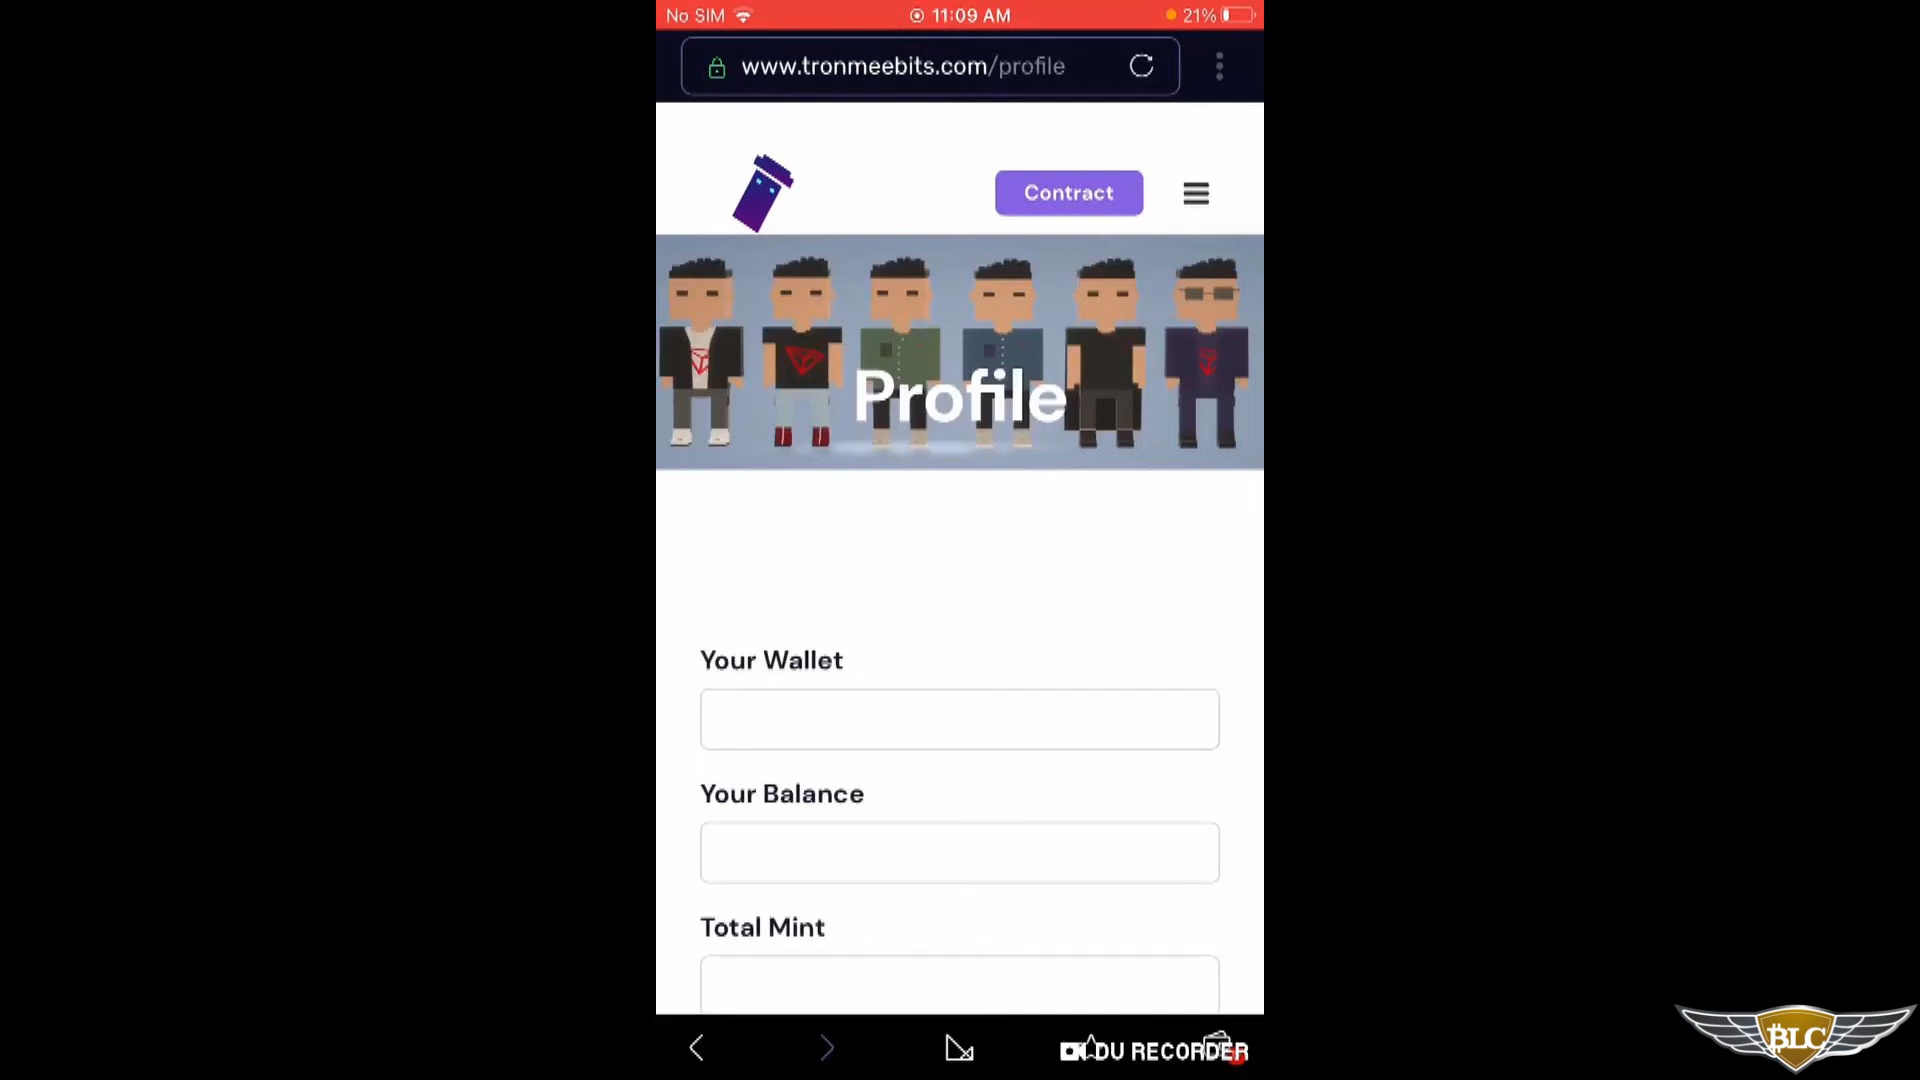 No SIM 11:09 AM 21%
www.tronmeebits.com/profile
Contract
Profile
Your Wallet
Your Balance
Total Mint
DU RECORDER
BLC